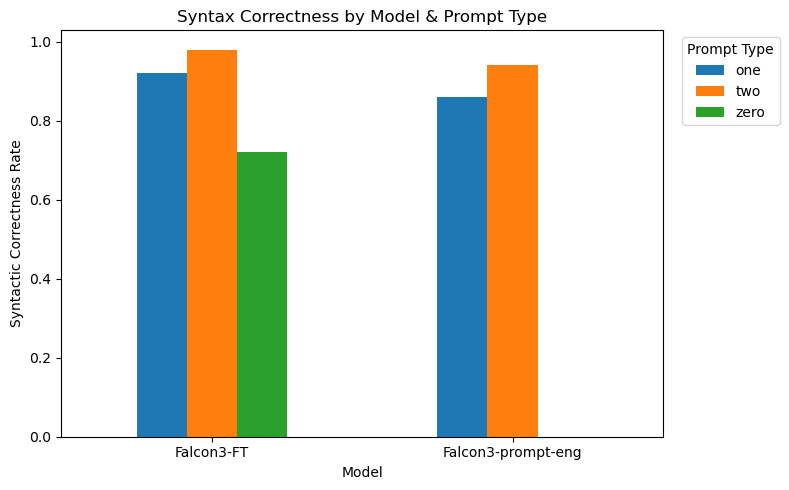 Syntax Correctness by Model & Prompt Type
Prompt Type
one
two
zero
Syntactic Correctness Rate
1.0
0.8
0.6
0.4
0.2
0.0
Falcon3-FT
Falcon3-prompt-eng
Model